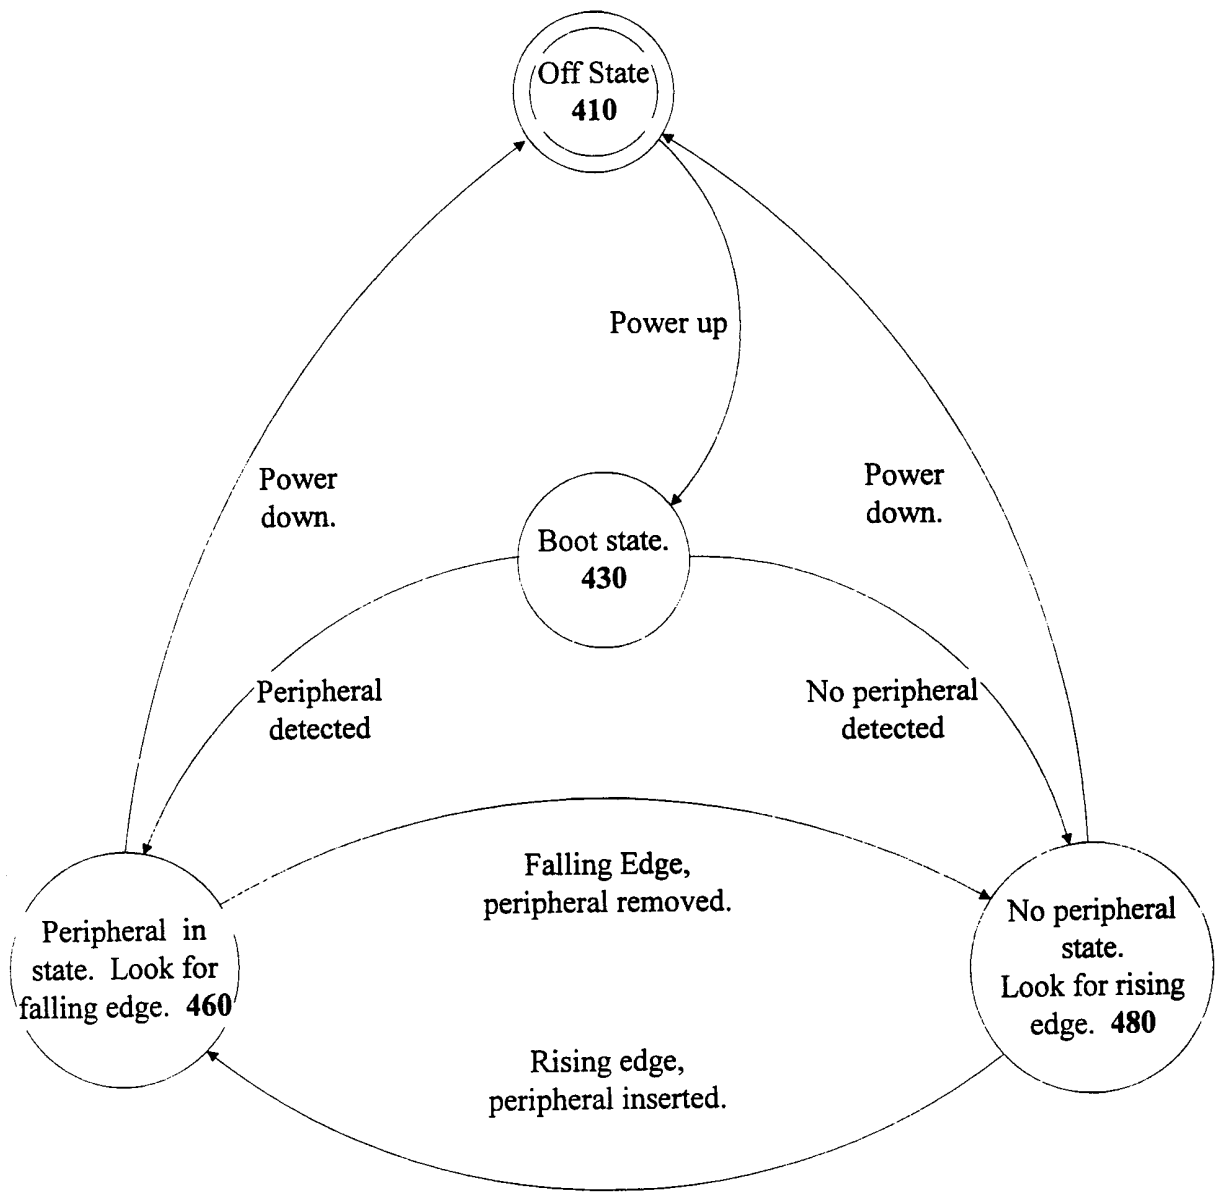 Off State
410
Power up
Power
down.
Power
down.
Boot state.
430
Peripheral
detected
No peripheral
detected
Falling Edge,
peripheral removed.
Peripheral in
state. Look for
falling edge. 460
No peripheral
state.
Look for rising
edge. 480
Rising edge,
peripheral inserted.